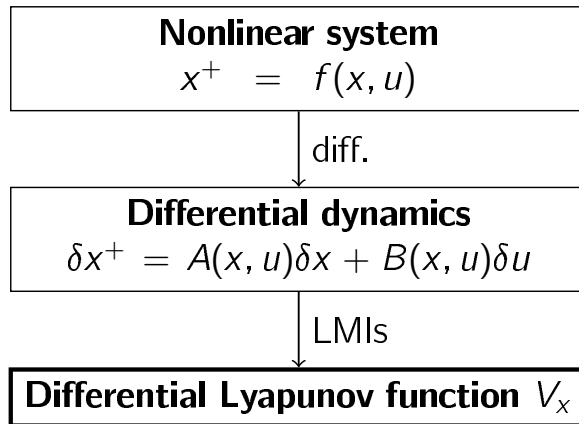 Nonlinear system
x⁺ = f(x, u)
diff.
Differential dynamics
δx⁺ = A(x, u)δx + B(x, u)δu
LMIs
Differential Lyapunov function Vₓ